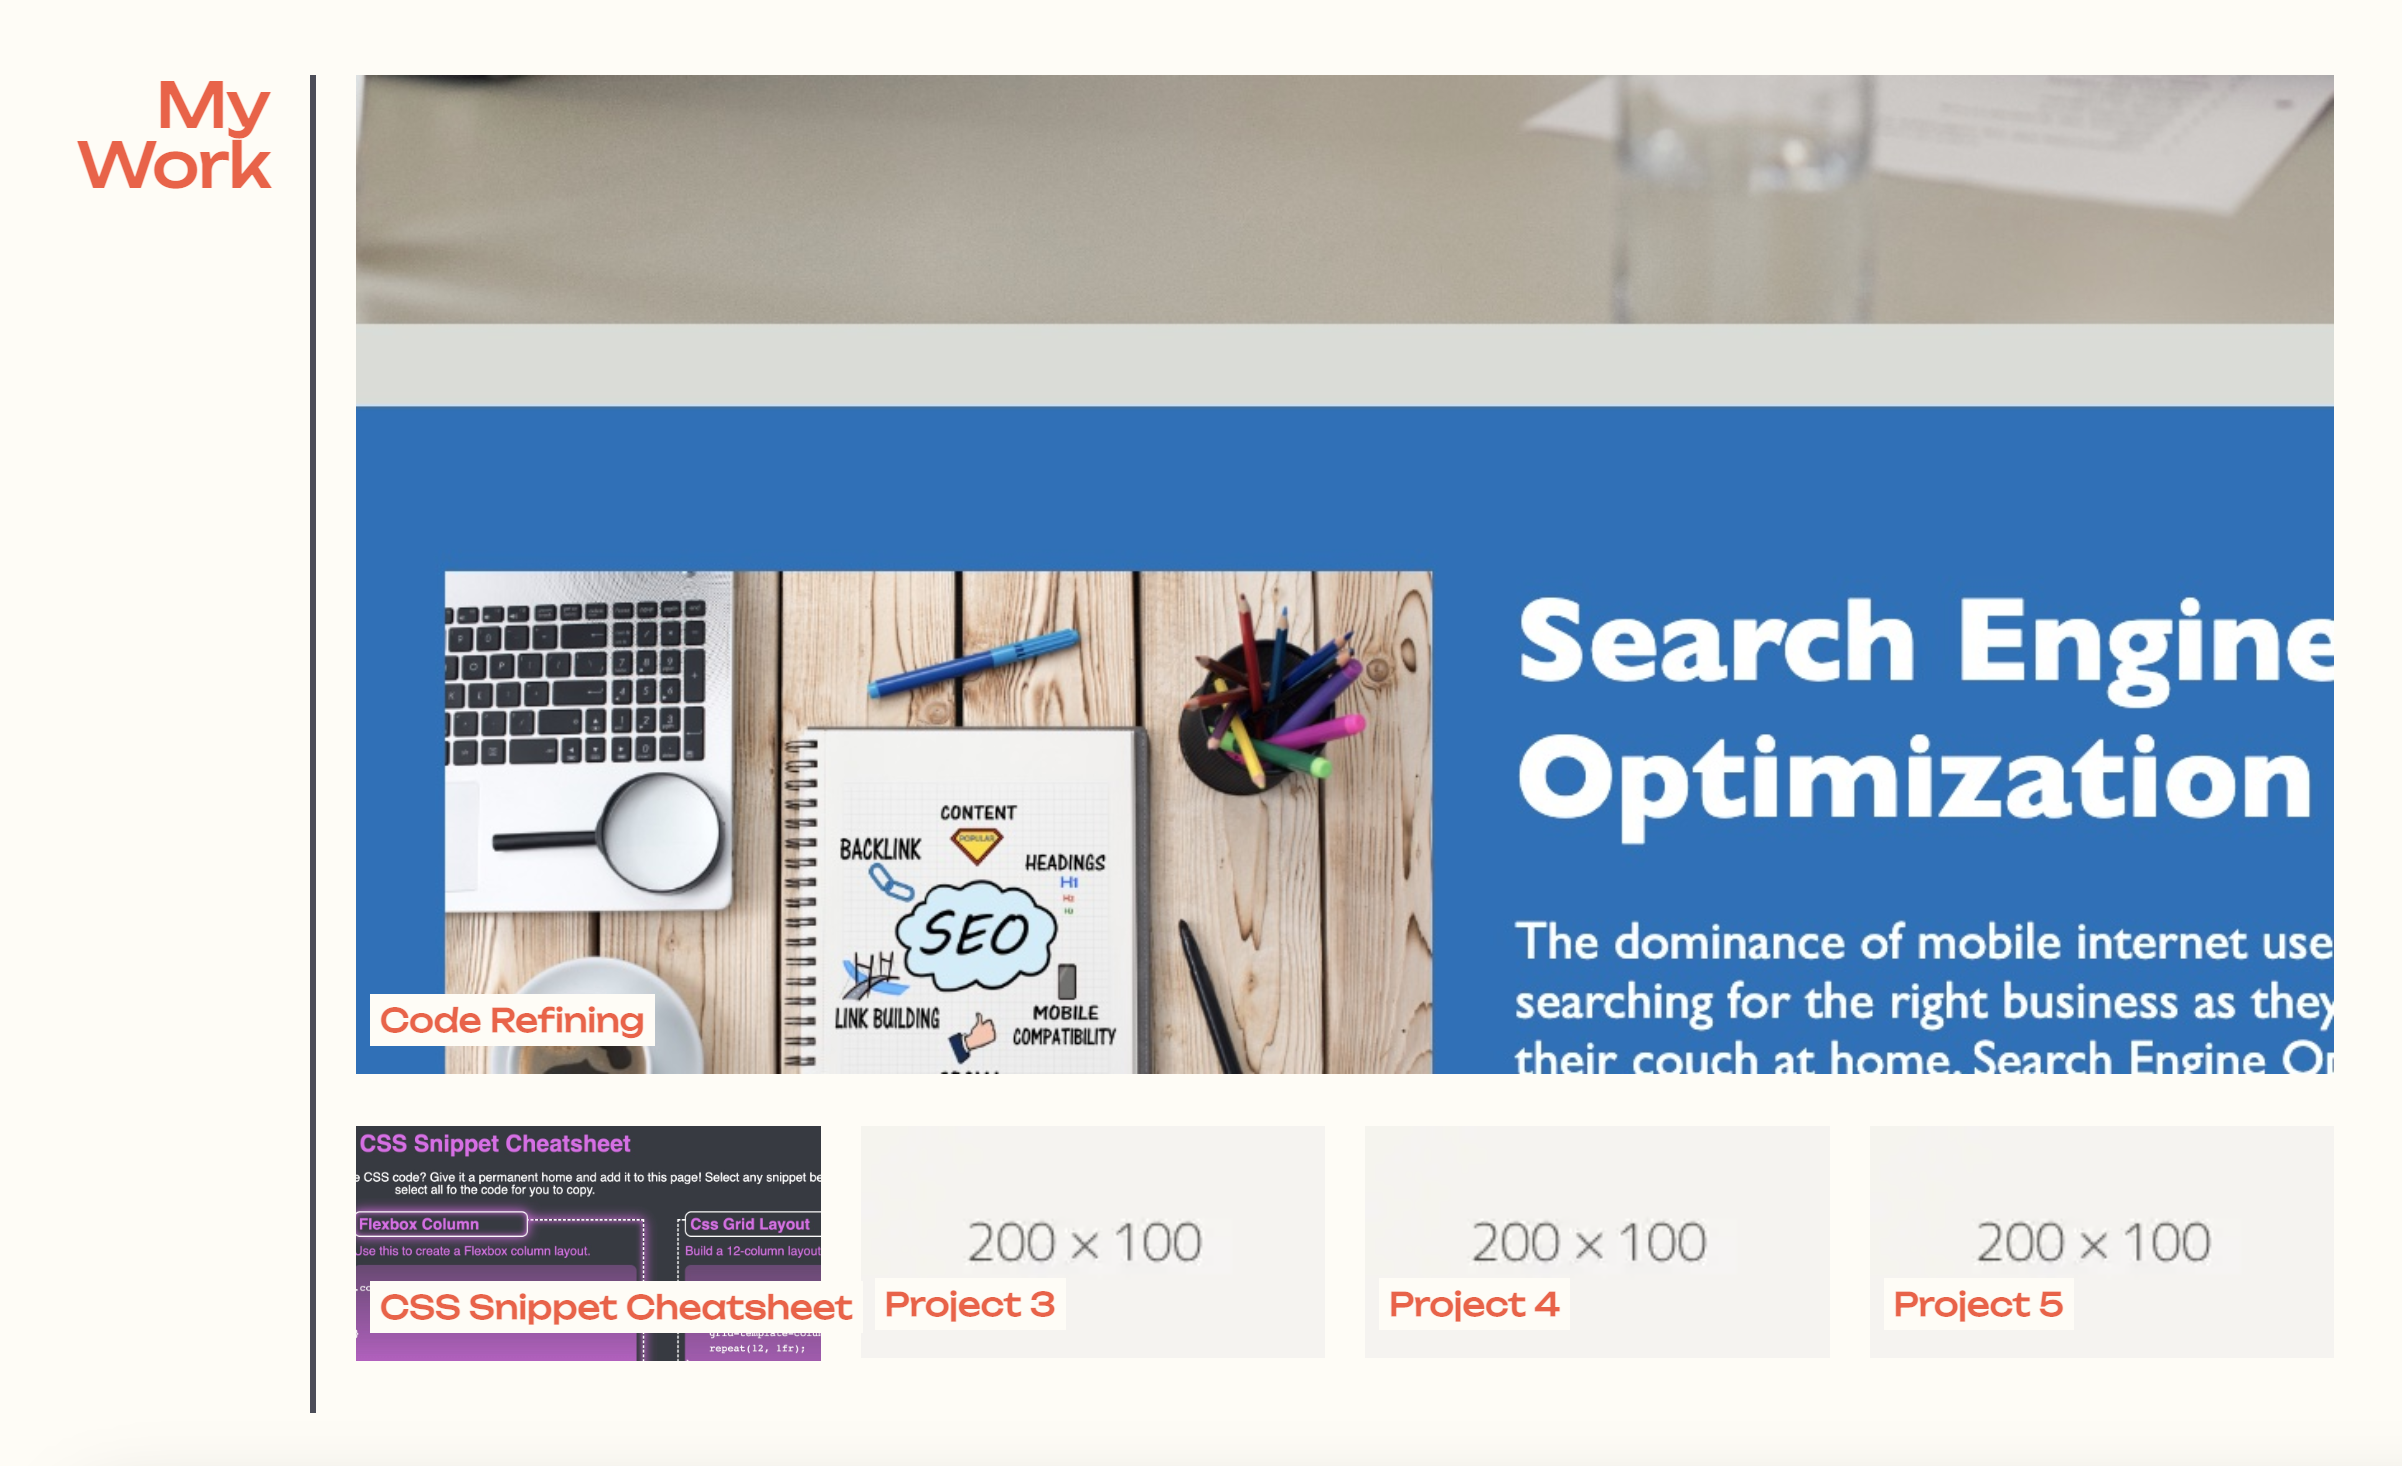 My
Work
Search Engine
Optimization
CONTENT
POPULAR
BACKLINK
HEADINGS
H1
H2
H3
SEO
LINK BUILDING
MOBILE
COMPATIBILITY
The dominance of mobile internet use
searching for the right business as they
their couch at home. Search Engine Op
Code Refining
CSS Snippet Cheatsheet
e CSS code? Give it a permanent home and add it to this page! Select any snippet be
select all fo the code for you to copy.
Flexbox Column
Css Grid Layout
Use this to create a Flexbox column layout.
Build a 12-column layout
CSS Snippet Cheatsheet
repeat(12, 1fr);
200 x 100
Project 3
200 x 100
Project 4
200 x 100
Project 5